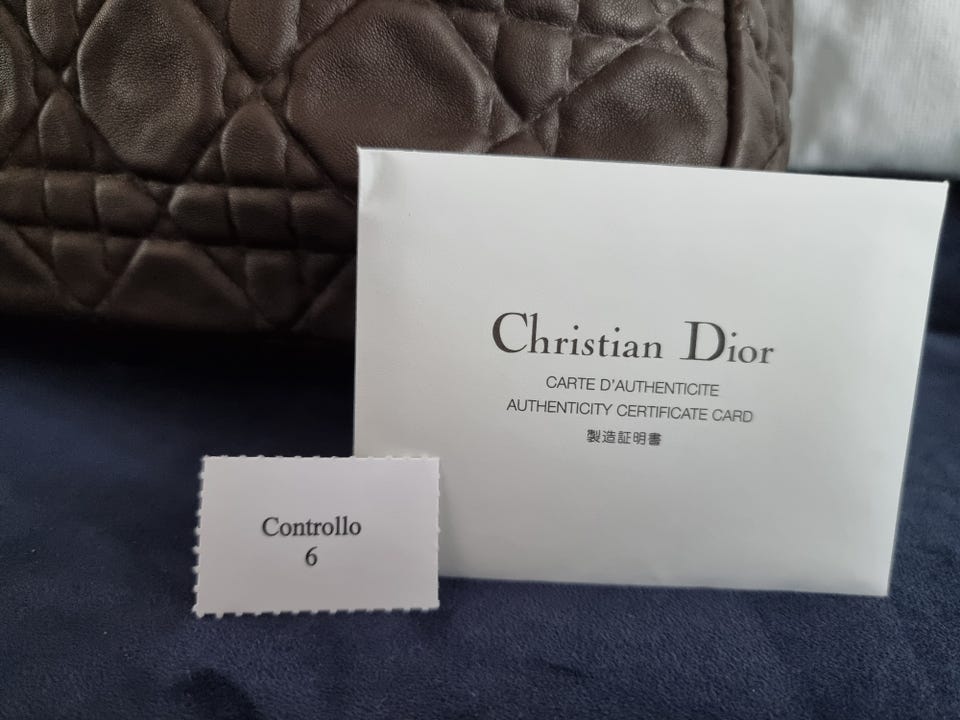 Christian Dior
CARTE D'AUTHENTICITE
AUTHENTICITY CERTIFICATE CARD
製造証明書
Controllo
6